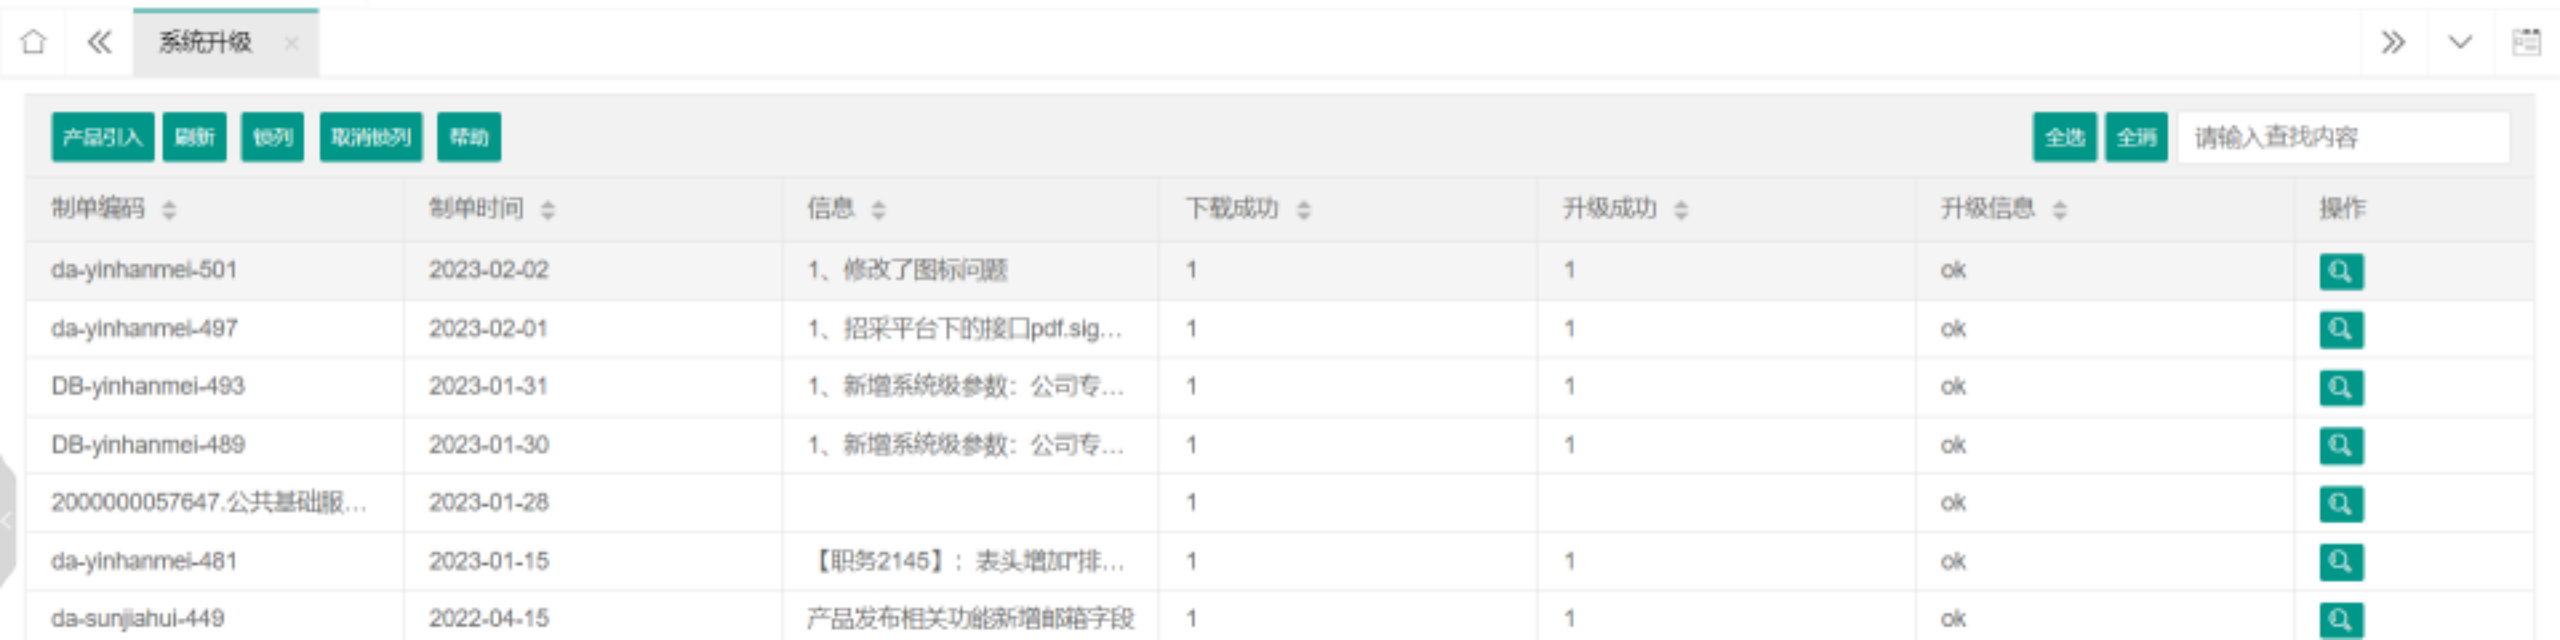 系统升级
产品引入 刷新 锁列 取消锁列 帮助 全选 全消 请输入查找内容
制单编码 制单时间 信息 下载成功 升级成功 升级信息 操作
da-yinhanmei-501 2023-02-02 1、修改了图标问题 1 1 ok
da-yinhanmei-497 2023-02-01 1、招采平台下的接口pdf.sig... 1 1 ok
DB-yinhanmei-493 2023-01-31 1、新增系统级参数：公司专... 1 1 ok
DB-yinhanmei-489 2023-01-30 1、新增系统级参数：公司专... 1 1 ok
2000000057647.公共基础服... 2023-01-28 1 ok
da-yinhanmei-481 2023-01-15 【职务2145】：表头增加"排... 1 1 ok
da-sunjiahui-449 2022-04-15 产品发布相关功能新增邮箱字段 1 1 ok